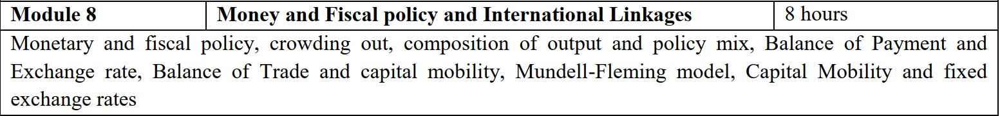 Module 8 Money and Fiscal policy and International Linkages 8 hours
Monetary and fiscal policy, crowding out, composition of output and policy mix, Balance of Payment and
Exchange rate, Balance of Trade and capital mobility, Mundell-Fleming model, Capital Mobility and fixed
exchange rates